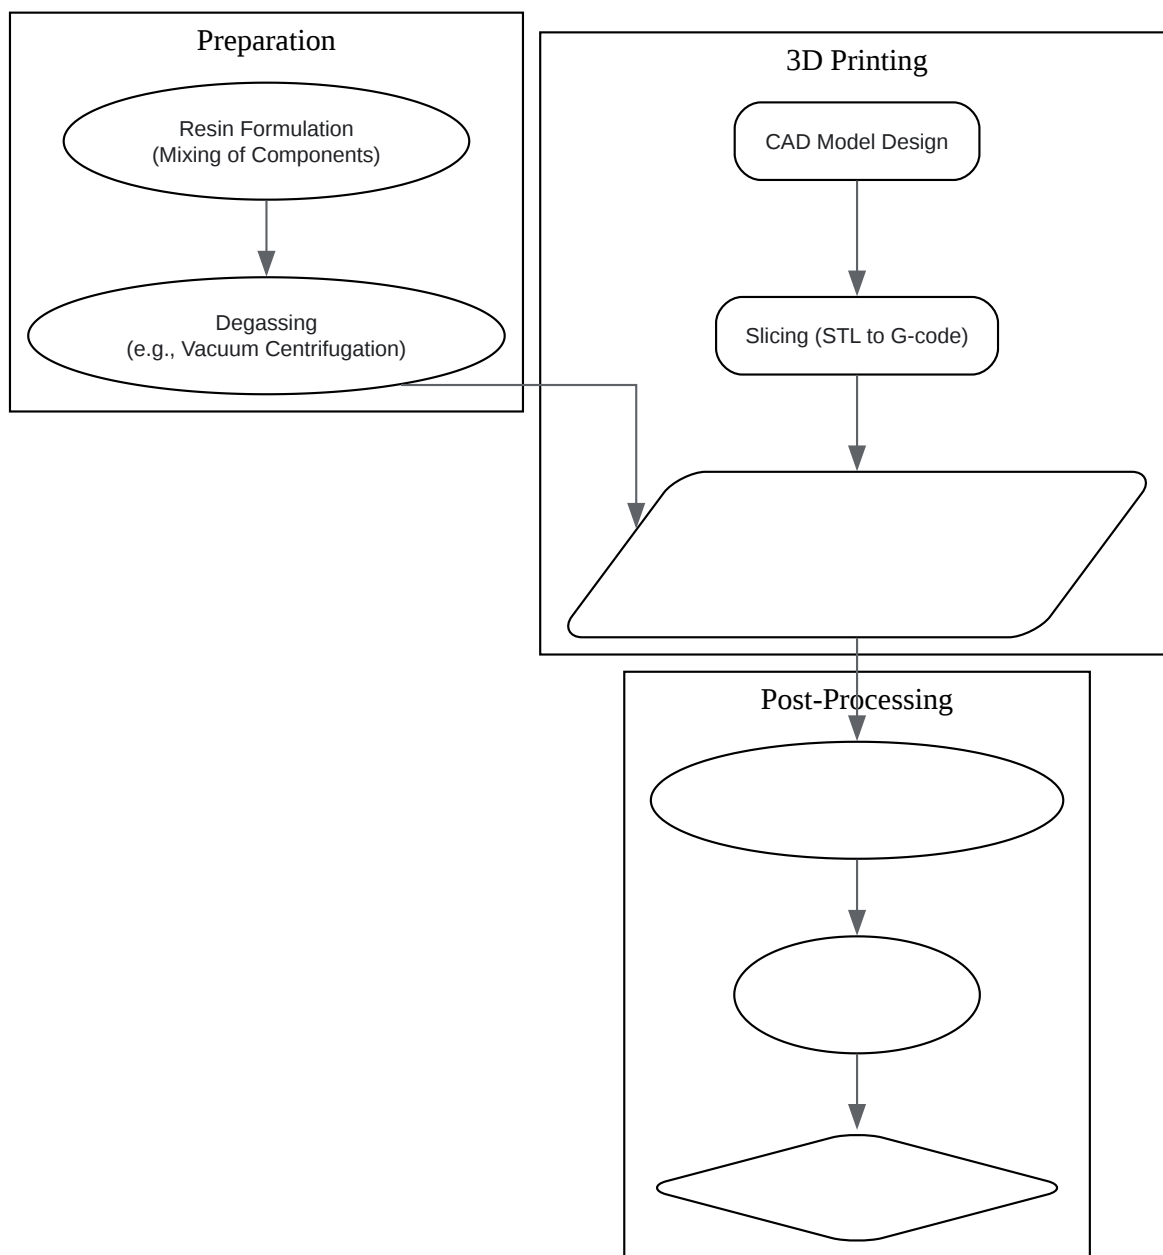 Preparation
Resin Formulation
(Mixing of Components)
Degassing
(e.g., Vacuum Centrifugation)
3D Printing
CAD Model Design
Slicing (STL to G-code)
Post-Processing